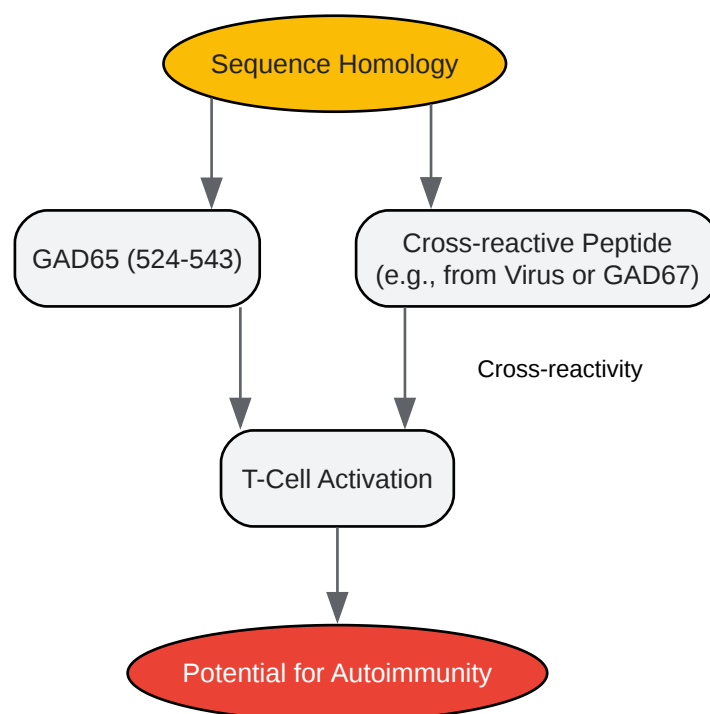 Sequence Homology
GAD65 (524-543)
Cross-reactive Peptide
(e.g., from Virus or GAD67)
Cross-reactivity
T-Cell Activation
Potential for Autoimmunity